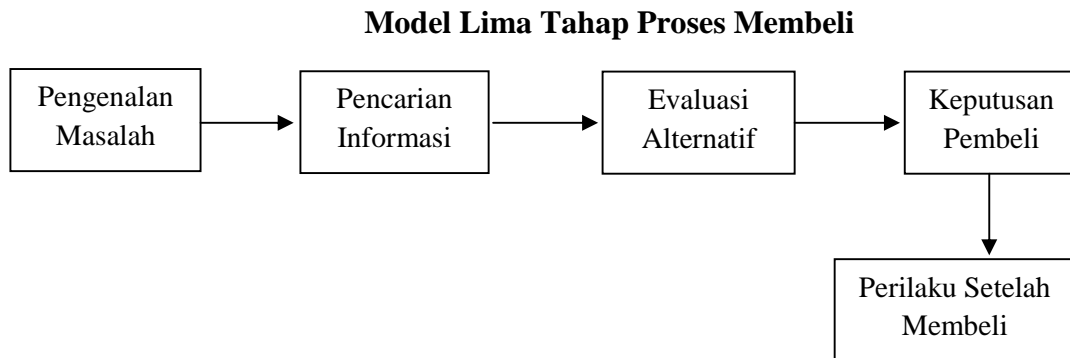 Model Lima Tahap Proses Membeli
Pengenalan
Masalah
Pencarian
Informasi
Evaluasi
Alternatif
Keputusan
Pembeli
Perilaku Setelah
Membeli